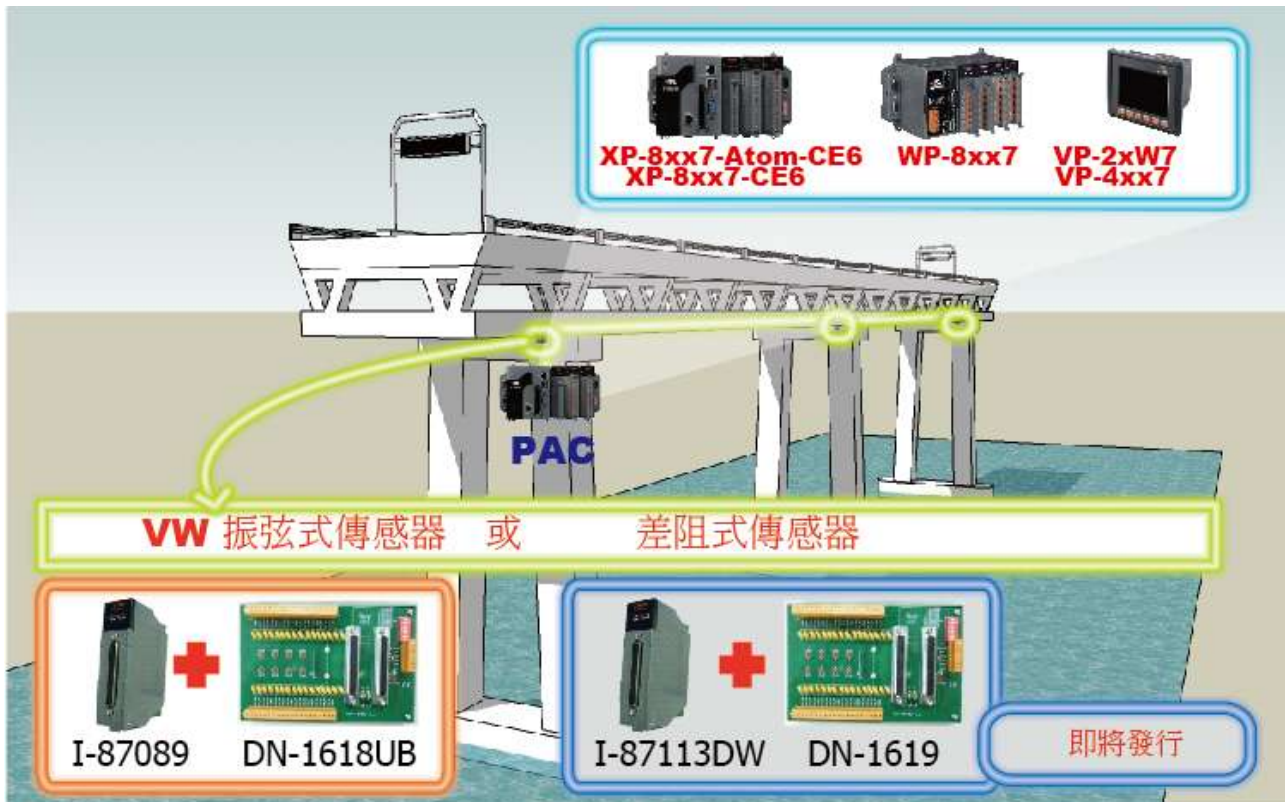 XP-8xx7-Atom-CE6
XP-8xx7-CE6
WP-8xx7
VP-2xW7
VP-4xx7
PAC
VW 振弦式傳感器 或 差阻式傳感器
I-87089
DN-1618UB
I-87113DW
DN-1619
即將發行